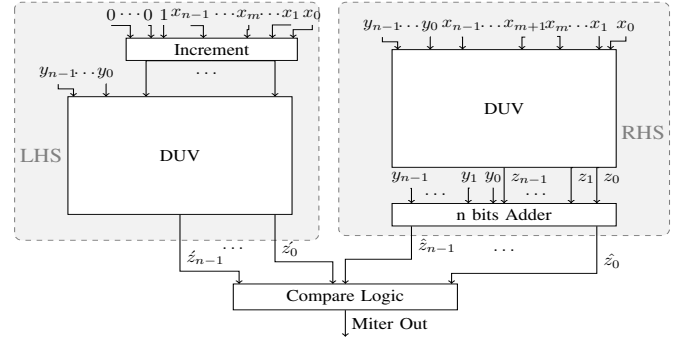 0 ⋯ 0 1 x_{n−1} ⋯ x_m ⋯ x_1 x_0
Increment
⋯
y_{n−1} ⋯ y_0
DUV
LHS
y_{n−1} ⋯ y_0 x_{n−1} ⋯ x_{m+1} x_m ⋯ x_1 x_0
DUV
RHS
y_{n−1} ⋯ y_1 y_0 z_{n−1} ⋯ z_1 z_0
n bits Adder
ź_{n−1} ⋯ ź_0
ẑ_{n−1} ⋯ ẑ_0
Compare Logic
Miter Out